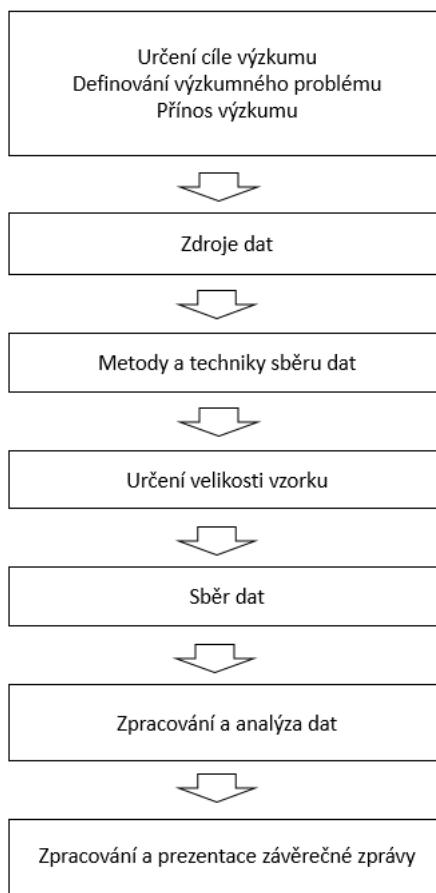 Určení cíle výzkumu
Definování výzkumného problému
Přínos výzkumu
Zdroje dat
Metody a techniky sběru dat
Určení velikosti vzorku
Sběr dat
Zpracování a analýza dat
Zpracování a prezentace závěrečné zprávy